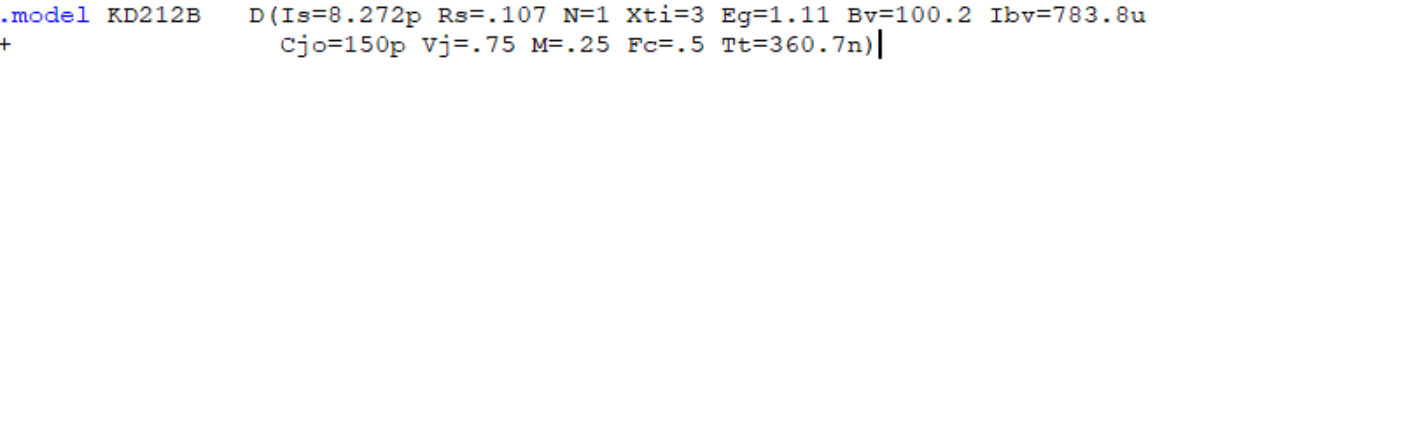 .model KD212B   D(Is=8.272p Rs=.107 N=1 Xti=3 Eg=1.11 Bv=100.2 Ibv=783.8u
+                 Cjo=150p Vj=.75 M=.25 Fc=.5 Tt=360.7n)